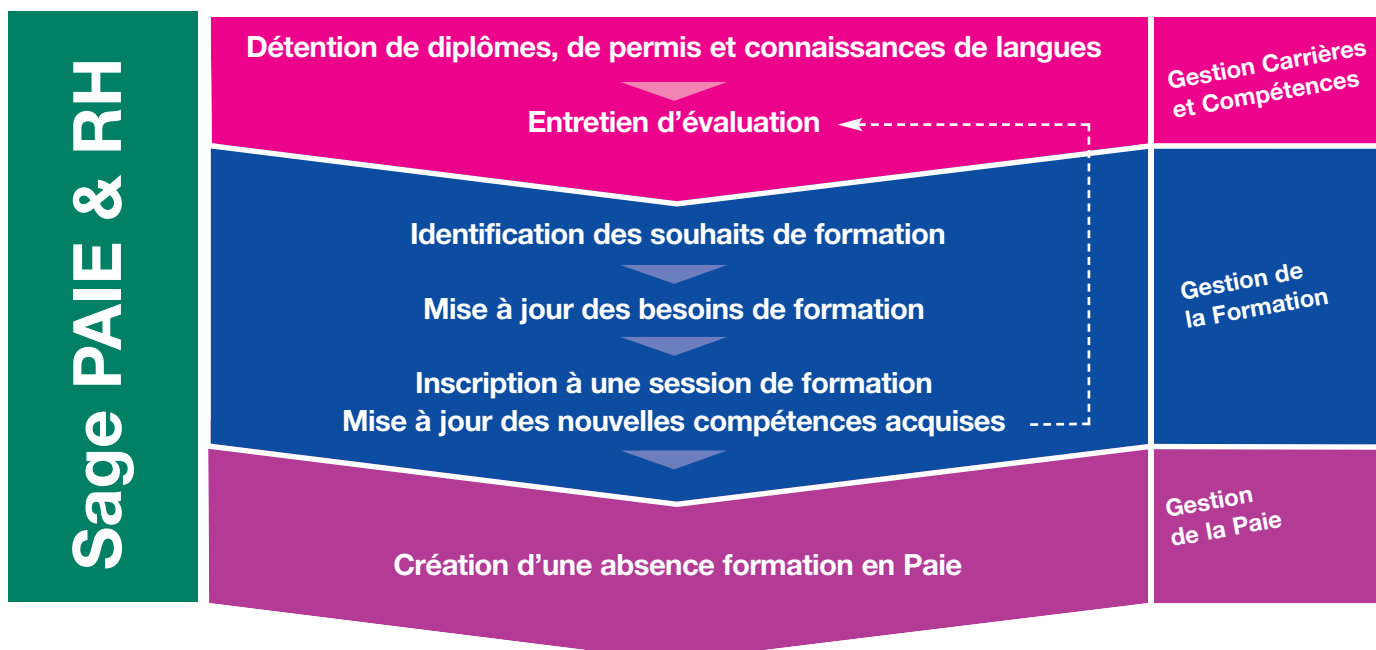 Sage PAIE & RH
Détention de diplômes, de permis et connaissances de langues
Entretien d’évaluation
Gestion Carrières
et Compétences
Identification des souhaits de formation
Mise à jour des besoins de formation
Inscription à une session de formation
Mise à jour des nouvelles compétences acquises
Gestion de
la Formation
Création d’une absence formation en Paie
Gestion
de la Paie